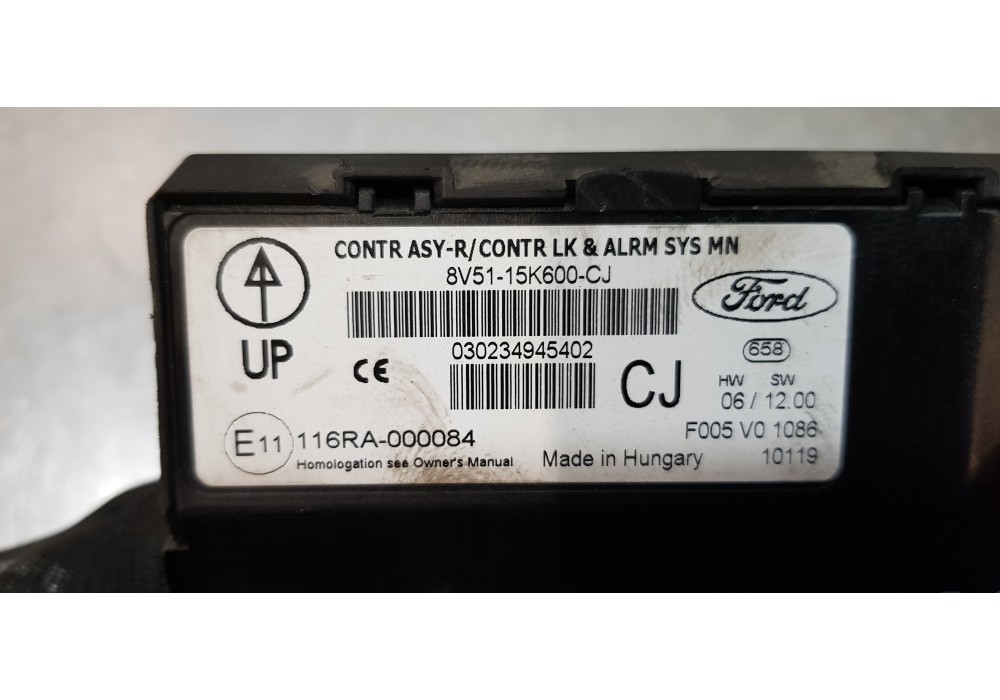 CONTR ASY-R/CONTR LK & ALRM SYS MN
8V51-15K600-CJ
Ford
UP
CE
030234945402
CJ
658
HW SW
06 / 12.00
E11 116RA-000084
F005 V0 1086
Homologation see Owner's Manual
Made in Hungary
10119